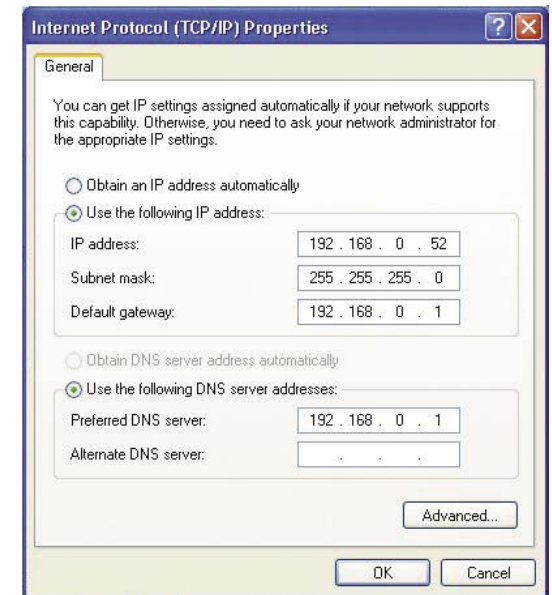 Internet Protocol (TCP/IP) Properties
General
You can get IP settings assigned automatically if your network supports
this capability. Otherwise, you need to ask your network administrator for
the appropriate IP settings.
Obtain an IP address automatically
Use the following IP address:
IP address: 192 . 168 . 0 . 52
Subnet mask: 255 . 255 . 255 . 0
Default gateway: 192 . 168 . 0 . 1
Obtain DNS server address automatically
Use the following DNS server addresses:
Preferred DNS server: 192 . 168 . 0 . 1
Alternate DNS server: . . .
Advanced...
OK Cancel